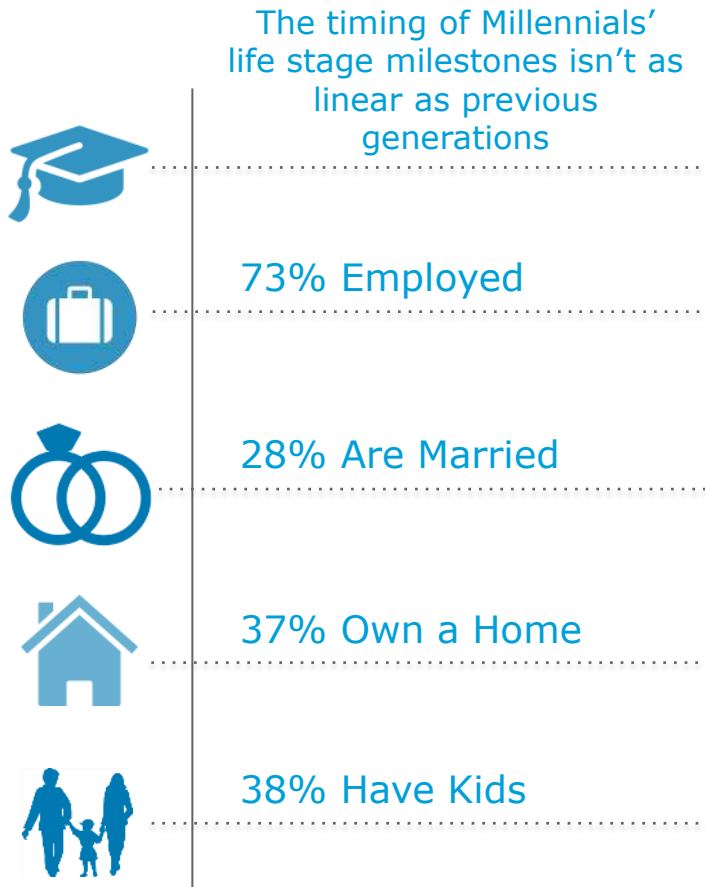 The timing of Millennials’
life stage milestones isn’t as
linear as previous
generations
73% Employed
28% Are Married
37% Own a Home
38% Have Kids